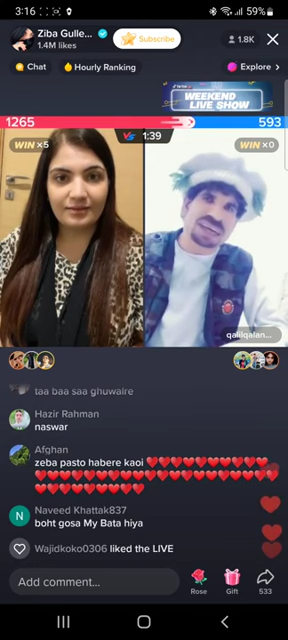 3:16
59%
Ziba Gulle...
1.4M likes
Subscribe
1.8K
Chat
Hourly Ranking
Explore
WEEKEND
LIVE SHOW
1265
593
WIN ×5
VS 1:39
WIN ×0
qalilqalan...
taa baa saa ghuwaire
Hazir Rahman
naswar
Afghan
zeba pasto habere kaoi ❤️❤️❤️❤️❤️❤️❤️❤️❤️❤️
Naveed Khattak837
boht gosa My Bata hiya
Wajidkoko0306 liked the LIVE
Add comment...
Rose
Gift
533